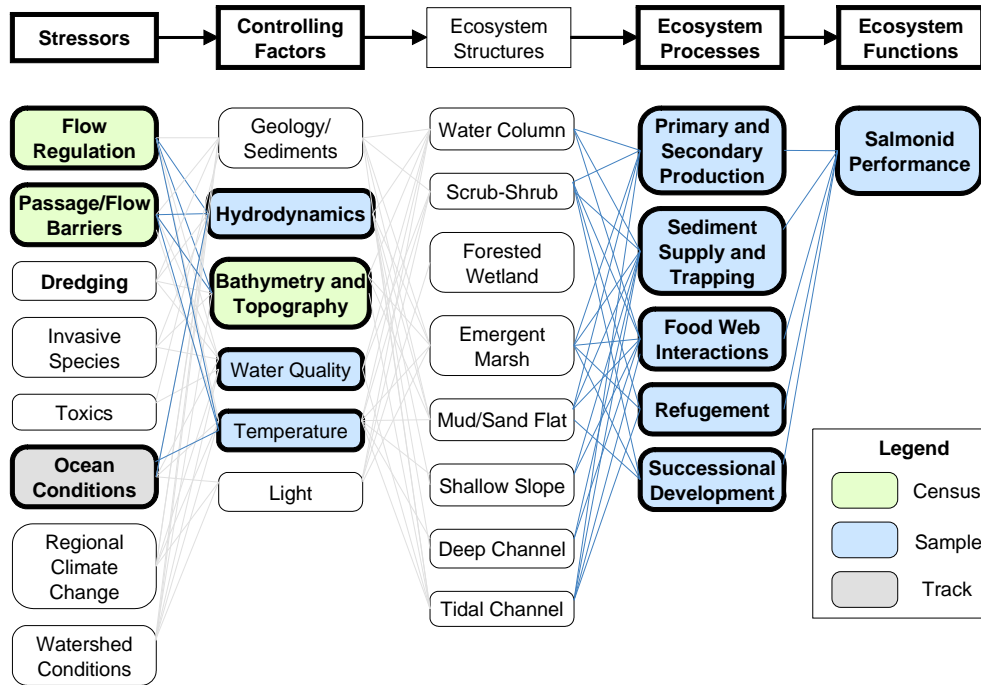 Stressors
Controlling
Factors
Ecosystem
Structures
Ecosystem
Processes
Ecosystem
Functions
Flow
Regulation
Passage/Flow
Barriers
Dredging
Invasive
Species
Toxics
Ocean
Conditions
Regional
Climate
Change
Watershed
Conditions
Geology/
Sediments
Hydrodynamics
Bathymetry and
Topography
Water Quality
Temperature
Light
Water Column
Scrub-Shrub
Forested
Wetland
Emergent
Marsh
Mud/Sand Flat
Shallow Slope
Deep Channel
Tidal Channel
Primary and
Secondary
Production
Sediment
Supply and
Trapping
Food Web
Interactions
Refugement
Successional
Development
Salmonid
Performance
Legend
Census
Sample
Track